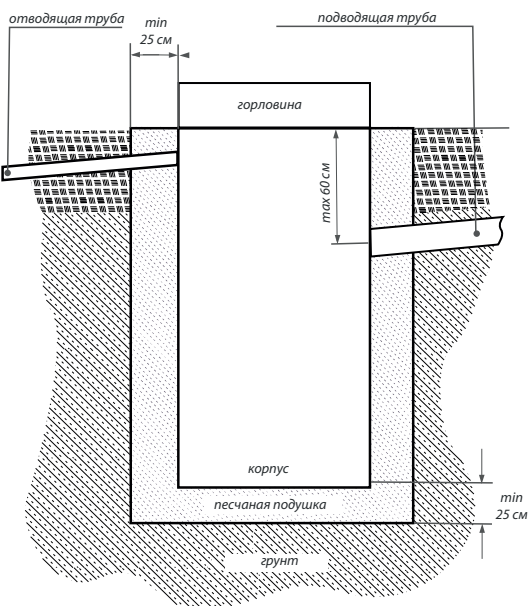 отводящая труба
min
25 см
подводящая труба
горловина
max 60 см
корпус
песчаная подушка
min
25 см
грунт